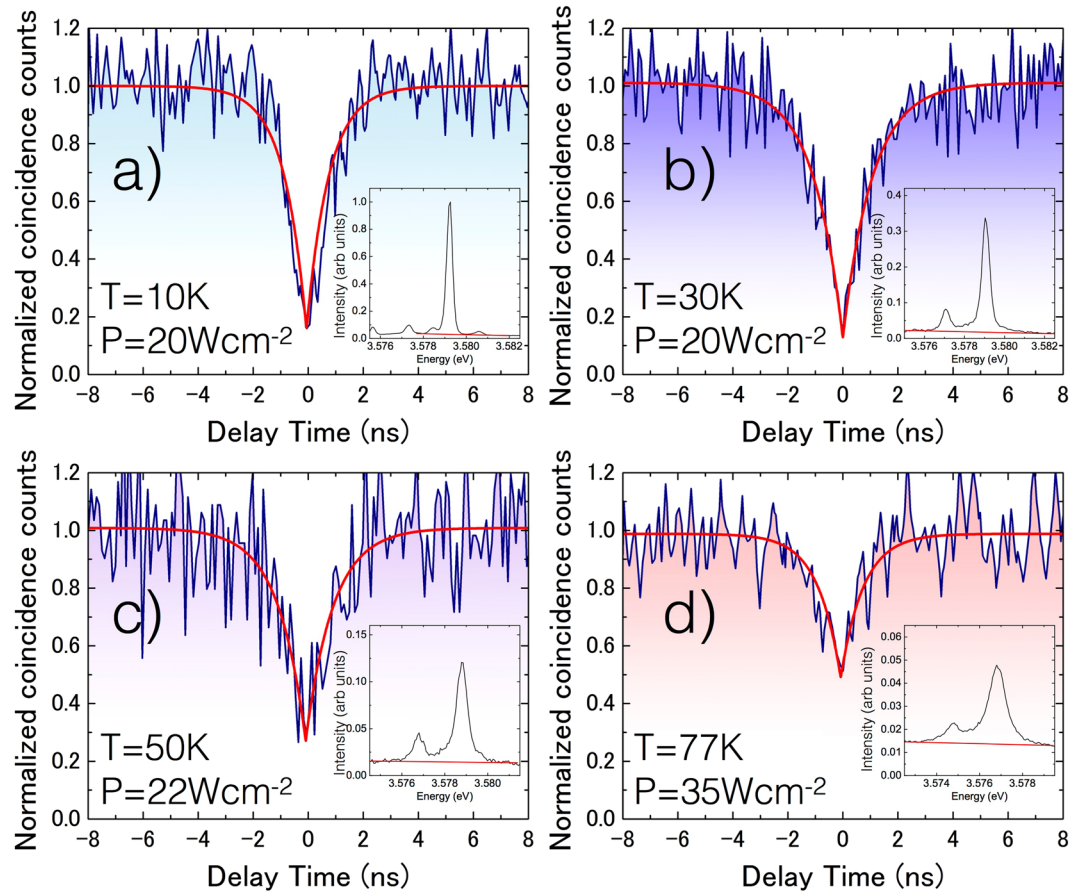 Normalized coincidence counts
1.2
1.0
0.8
0.6
0.4
0.2
0.0
a)
T=10K
P=20Wcm-2
Intensity (arb units)
1.0
0.8
0.6
0.4
0.2
0.0
3.576 3.578 3.580 3.582
Energy (eV)
−8 −6 −4 −2 0 2 4 6 8
Delay Time (ns)
Normalized coincidence counts
1.2
1.0
0.8
0.6
0.4
0.2
0.0
b)
T=30K
P=20Wcm-2
Intensity (arb units)
0.4
0.3
0.2
0.1
0.0
3.576 3.578 3.580 3.582
Energy (eV)
−8 −6 −4 −2 0 2 4 6 8
Delay Time (ns)
Normalized coincidence counts
1.2
1.0
0.8
0.6
0.4
0.2
0.0
c)
T=50K
P=22Wcm-2
Intensity (arb units)
0.15
0.10
0.05
0.00
3.576 3.578 3.580
Energy (eV)
−8 −6 −4 −2 0 2 4 6 8
Delay Time (ns)
Normalized coincidence counts
1.2
1.0
0.8
0.6
0.4
0.2
0.0
d)
T=77K
P=35Wcm-2
Intensity (arb units)
0.06
0.05
0.04
0.03
0.02
0.01
0.00
3.574 3.576 3.578
Energy (eV)
−8 −6 −4 −2 0 2 4 6 8
Delay Time (ns)